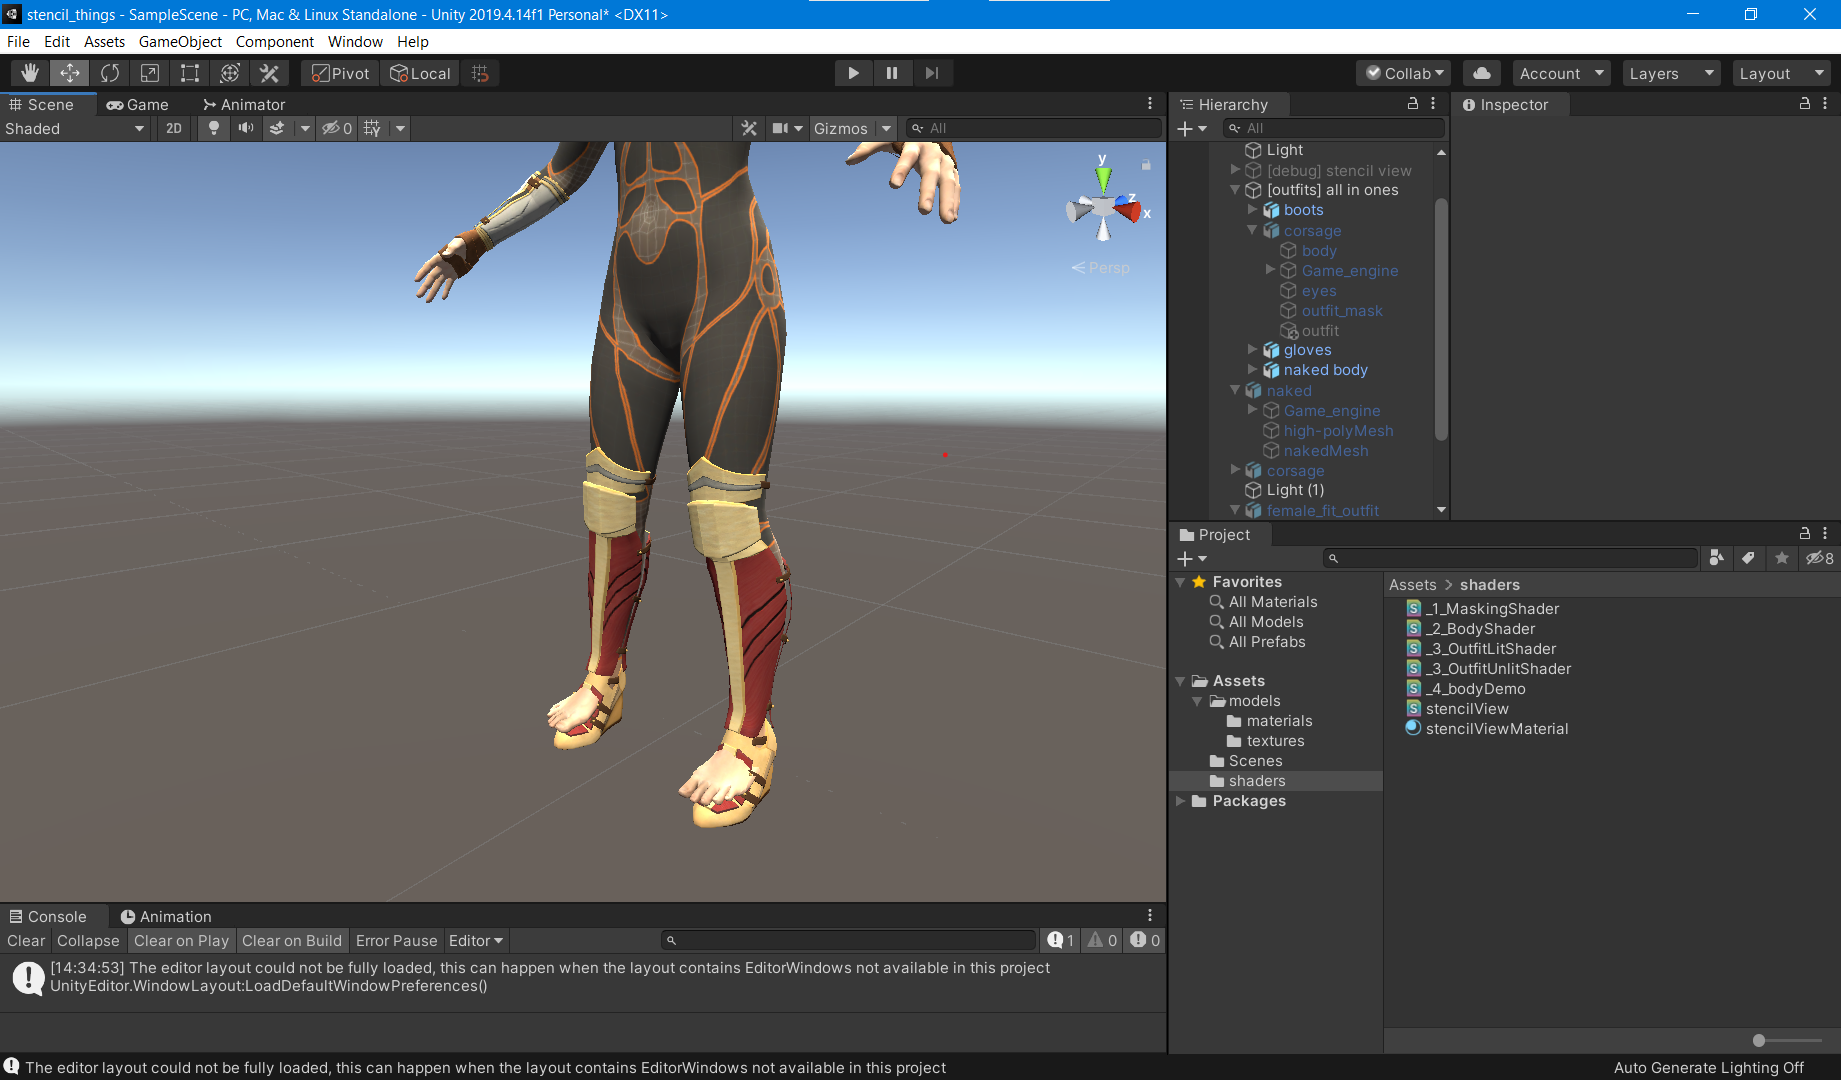 stencil_things - SampleScene - PC, Mac & Linux Standalone - Unity 2019.4.14f1 Personal* <DX11>
File Edit Assets GameObject Component Window Help
Pivot Local Collab Account Layers Layout
Scene Game Animator
Shaded 2D 0 Gizmos All
y
z
x
Persp
Hierarchy
All
Light
[debug] stencil view
[outfits] all in ones
boots
corsage
body
Game_engine
eyes
outfit_mask
outfit
gloves
naked body
naked
Game_engine
high-polyMesh
nakedMesh
corsage
Light (1)
female_fit_outfit
Inspector
Project
8
Favorites
All Materials
All Models
All Prefabs
Assets
models
materials
textures
Scenes
shaders
Packages
Assets > shaders
_1_MaskingShader
_2_BodyShader
_3_OutfitLitShader
_3_OutfitUnlitShader
_4_bodyDemo
stencilView
stencilViewMaterial
Console Animation
Clear Collapse Clear on Play Clear on Build Error Pause Editor 1 0 0
[14:34:53] The editor layout could not be fully loaded, this can happen when the layout contains EditorWindows not available in this project
UnityEditor.WindowLayout:LoadDefaultWindowPreferences()
The editor layout could not be fully loaded, this can happen when the layout contains EditorWindows not available in this project
Auto Generate Lighting Off